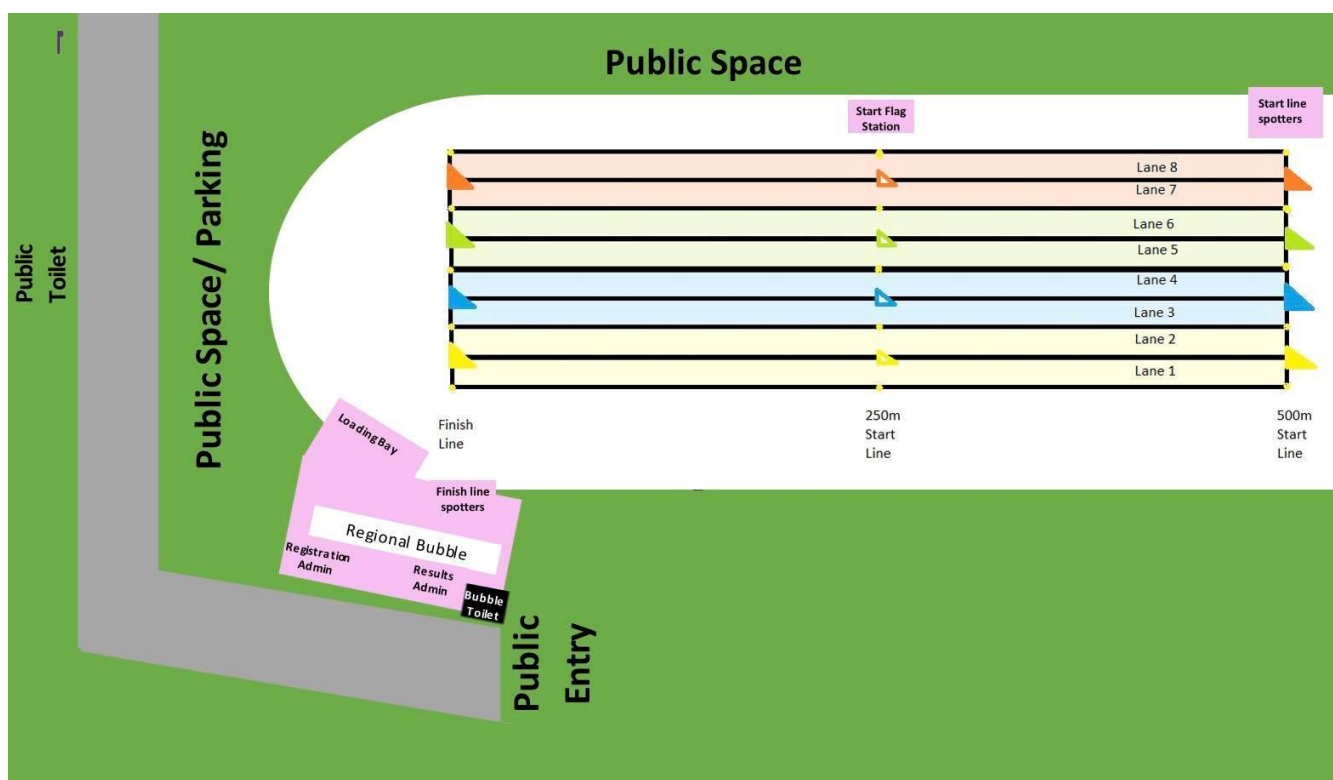 Public Space
Start Flag
Station
Start line
spotters
Lane 8
Lane 7
Lane 6
Lane 5
Lane 4
Lane 3
Lane 2
Lane 1
Public
Toilet
Public Space/ Parking
Finish
Line
250m
Start
Line
500m
Start
Line
Loading Bay
Finish line
spotters
Regional Bubble
Registration
Admin
Results
Admin
Bubble
Toilet
Public
Entry